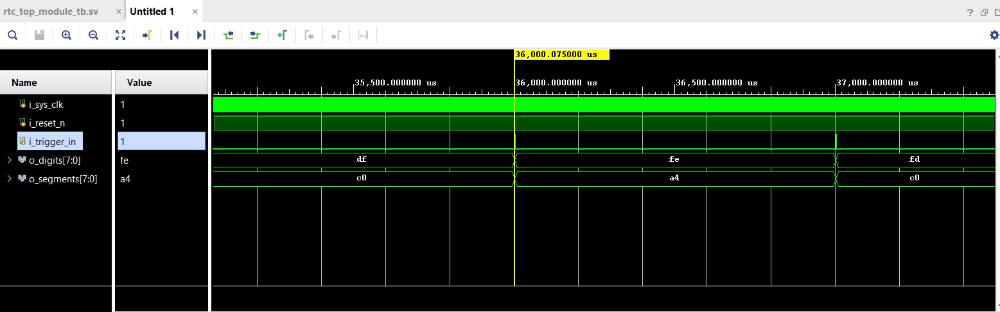 rtc_top_module_tb.sv × Untitled 1 ×
?
36,000.075000 us
Name Value
35,500.000000 us 36,000.000000 us 36,500.000000 us 37,000.000000 us
i_sys_clk 1
i_reset_n 1
i_trigger_in 1
o_digits[7:0] fe df fe fd
o_segments[7:0] a4 c0 a4 c0